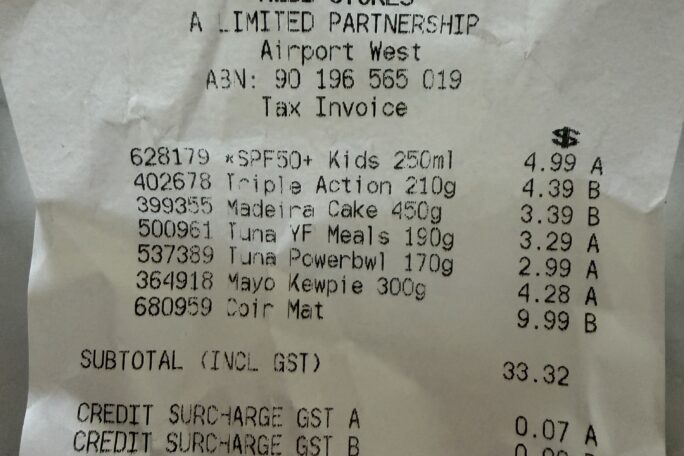 STORES
A LIMITED PARTNERSHIP
Airport West
ABN: 90 196 565 019
Tax Invoice
$
628179 *SPF50+ Kids 250ml 4.99 A
402678 Triple Action 210g 4.39 B
399355 Madeira Cake 450g 3.39 B
500961 Tuna YF Meals 190g 3.29 A
537389 Tuna Powerbwl 170g 2.99 A
364918 Mayo Kewpie 300g 4.28 A
680959 Coir Mat 9.99 B
SUBTOTAL (INCL GST) 33.32
CREDIT SURCHARGE GST A 0.07 A
CREDIT SURCHARGE GST B